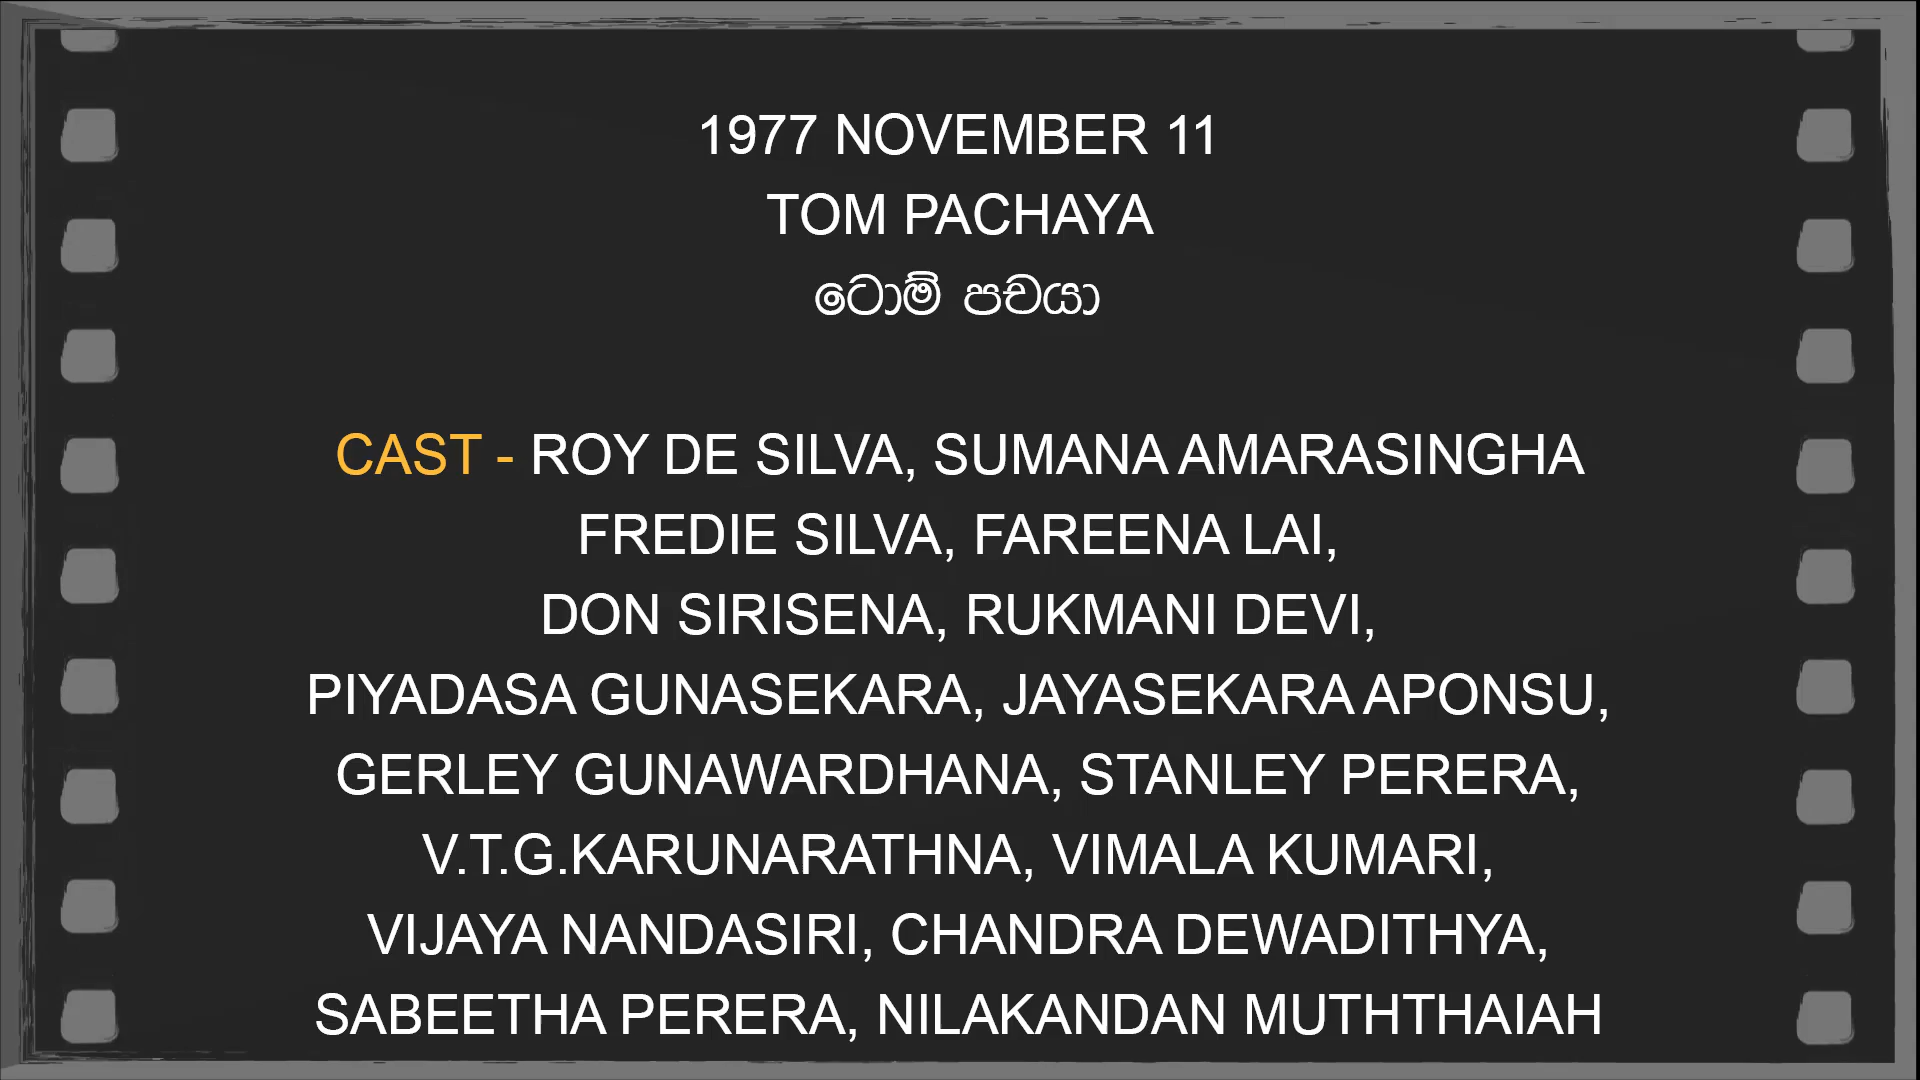 1977 NOVEMBER 11
TOM PACHAYA
ටොම් පචයා
CAST - ROY DE SILVA, SUMANA AMARASINGHA
FREDIE SILVA, FAREENA LAI,
DON SIRISENA, RUKMANI DEVI,
PIYADASA GUNASEKARA, JAYASEKARA APONSU,
GERLEY GUNAWARDHANA, STANLEY PERERA,
V.T.G.KARUNARATHNA, VIMALA KUMARI,
VIJAYA NANDASIRI, CHANDRA DEWADITHYA,
SABEETHA PERERA, NILAKANDAN MUTHTHAIAH